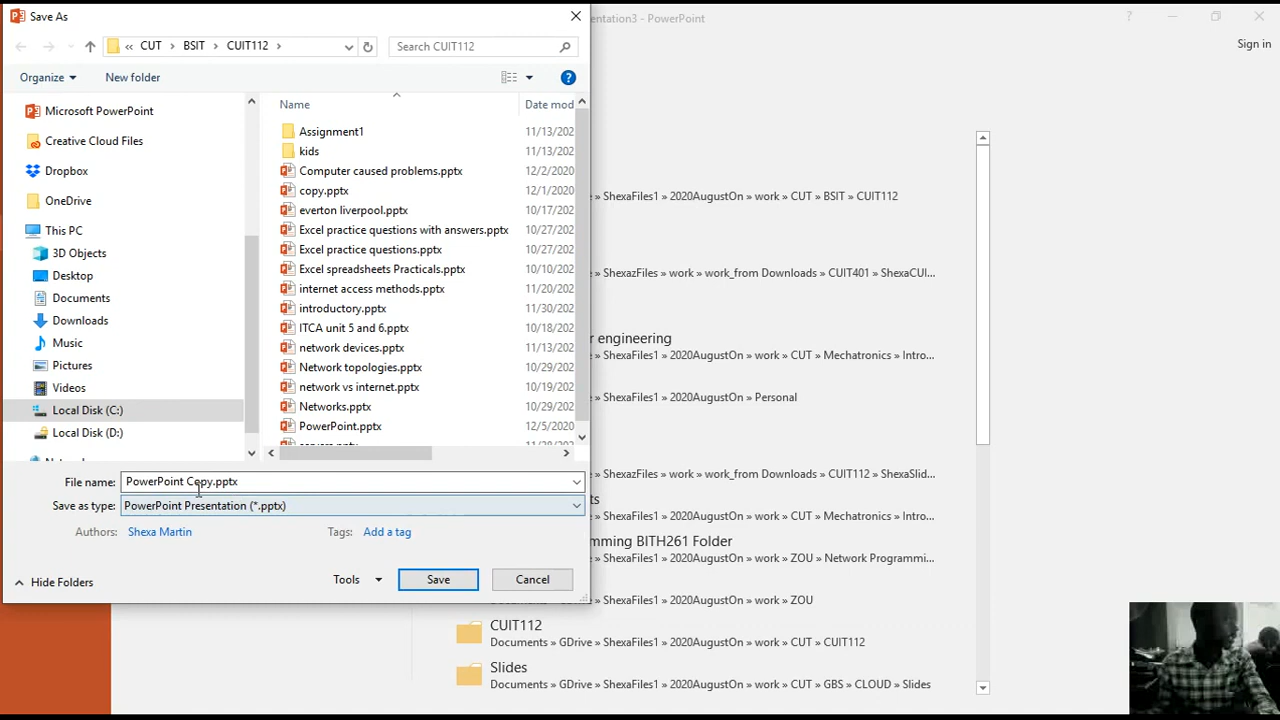 Save As
entation3 - PowerPoint
?
Sign in
« CUT › BSIT › CUIT112 ›
Search CUIT112
Organize
New folder
?
Name
Date mod
Microsoft PowerPoint
Creative Cloud Files
Dropbox
OneDrive
This PC
3D Objects
Desktop
Documents
Downloads
Music
Pictures
Videos
Local Disk (C:)
Local Disk (D:)
Assignment1 11/13/202
kids 11/13/202
Computer caused problems.pptx 12/2/2020
copy.pptx 12/1/2020
everton liverpool.pptx 10/17/202
Excel practice questions with answers.pptx 10/27/202
Excel practice questions.pptx 10/27/202
Excel spreadsheets Practicals.pptx 10/10/202
internet access methods.pptx 11/20/202
introductory.pptx 11/30/202
ITCA unit 5 and 6.pptx 10/18/202
network devices.pptx 11/13/202
Network topologies.pptx 10/29/202
network vs internet.pptx 10/19/202
Networks.pptx 10/29/202
PowerPoint.pptx 12/5/2020
File name: PowerPoint Copy.pptx
Save as type: PowerPoint Presentation (*.pptx)
Authors: Shexa Martin
Tags: Add a tag
Hide Folders
Tools
Save
Cancel
» ShexaFiles1 » 2020AugustOn » work » CUT » BSIT » CUIT112
» ShexazFiles » work » work_from Downloads » CUIT401 » ShexaCUI...
r engineering
» ShexaFiles1 » 2020AugustOn » work » CUT » Mechatronics » Intro...
» ShexaFiles1 » 2020AugustOn » Personal
» ShexazFiles » work » work_from Downloads » CUIT112 » ShexaSlid...
ts
» ShexaFiles1 » 2020AugustOn » work » CUT » Mechatronics » Intro...
mming BITH261 Folder
» ShexaFiles1 » 2020AugustOn » work » ZOU » Network Programmi...
» ShexaFiles1 » 2020AugustOn » work » ZOU
CUIT112
Documents » GDrive » ShexaFiles1 » 2020AugustOn » work » CUT » CUIT112
Slides
Documents » GDrive » ShexaFiles1 » 2020AugustOn » work » CUT » GBS » CLOUD » Slides